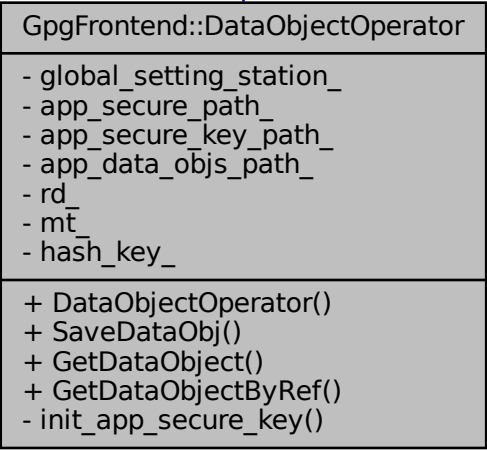 GpgFrontend::DataObjectOperator
- global_setting_station_
- app_secure_path_
- app_secure_key_path_
- app_data_objs_path_
- rd_
- mt_
- hash_key_
+ DataObjectOperator()
+ SaveDataObj()
+ GetDataObject()
+ GetDataObjectByRef()
- init_app_secure_key()